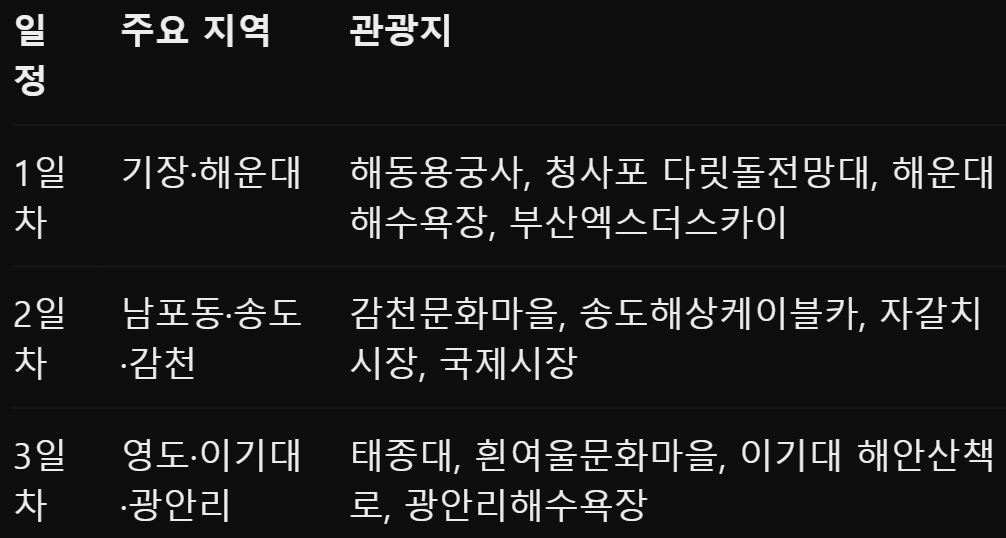 일정 주요 지역 관광지
1일차 기장·해운대 해동용궁사, 청사포 다릿돌전망대, 해운대
해수욕장, 부산엑스더스카이
2일차 남포동·송도·감천 감천문화마을, 송도해상케이블카, 자갈치
시장, 국제시장
3일차 영도·이기대·광안리 태종대, 흰여울문화마을, 이기대 해안산책
로, 광안리해수욕장